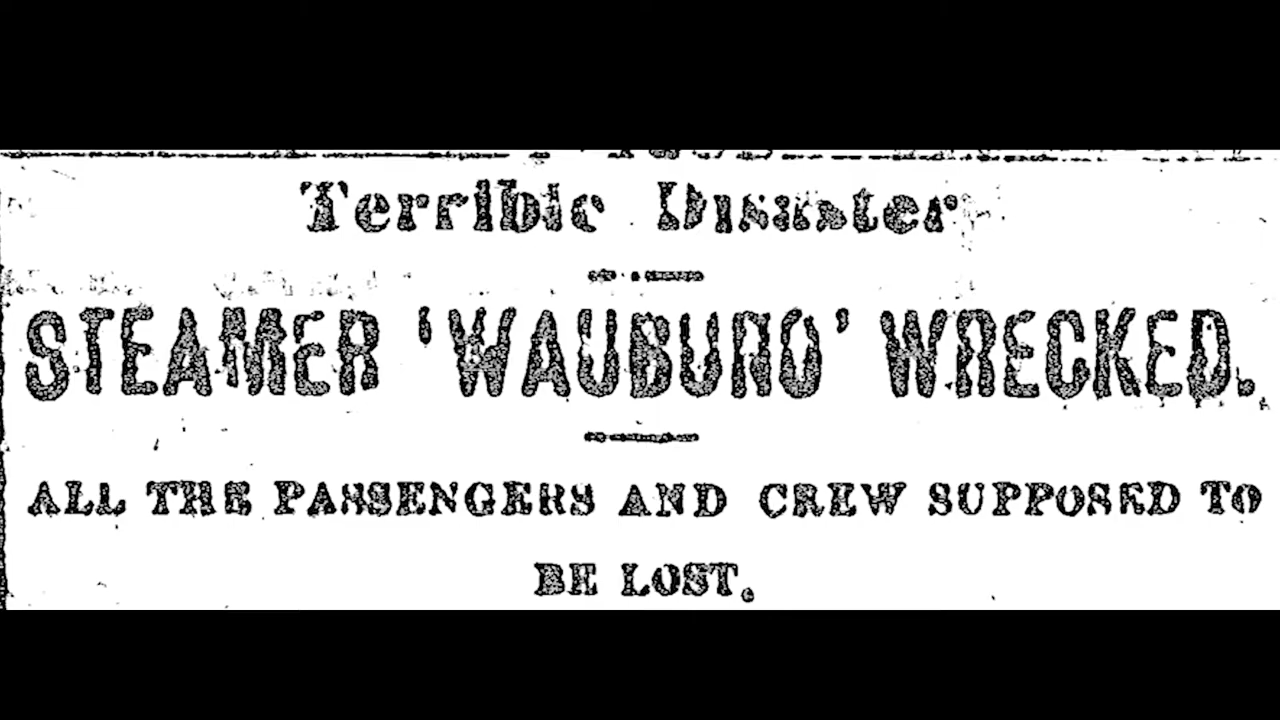 Terrible Disaster
STEAMER 'WAUBUNO' WRECKED.
ALL THE PASSENGERS AND CREW SUPPOSED TO
BE LOST.